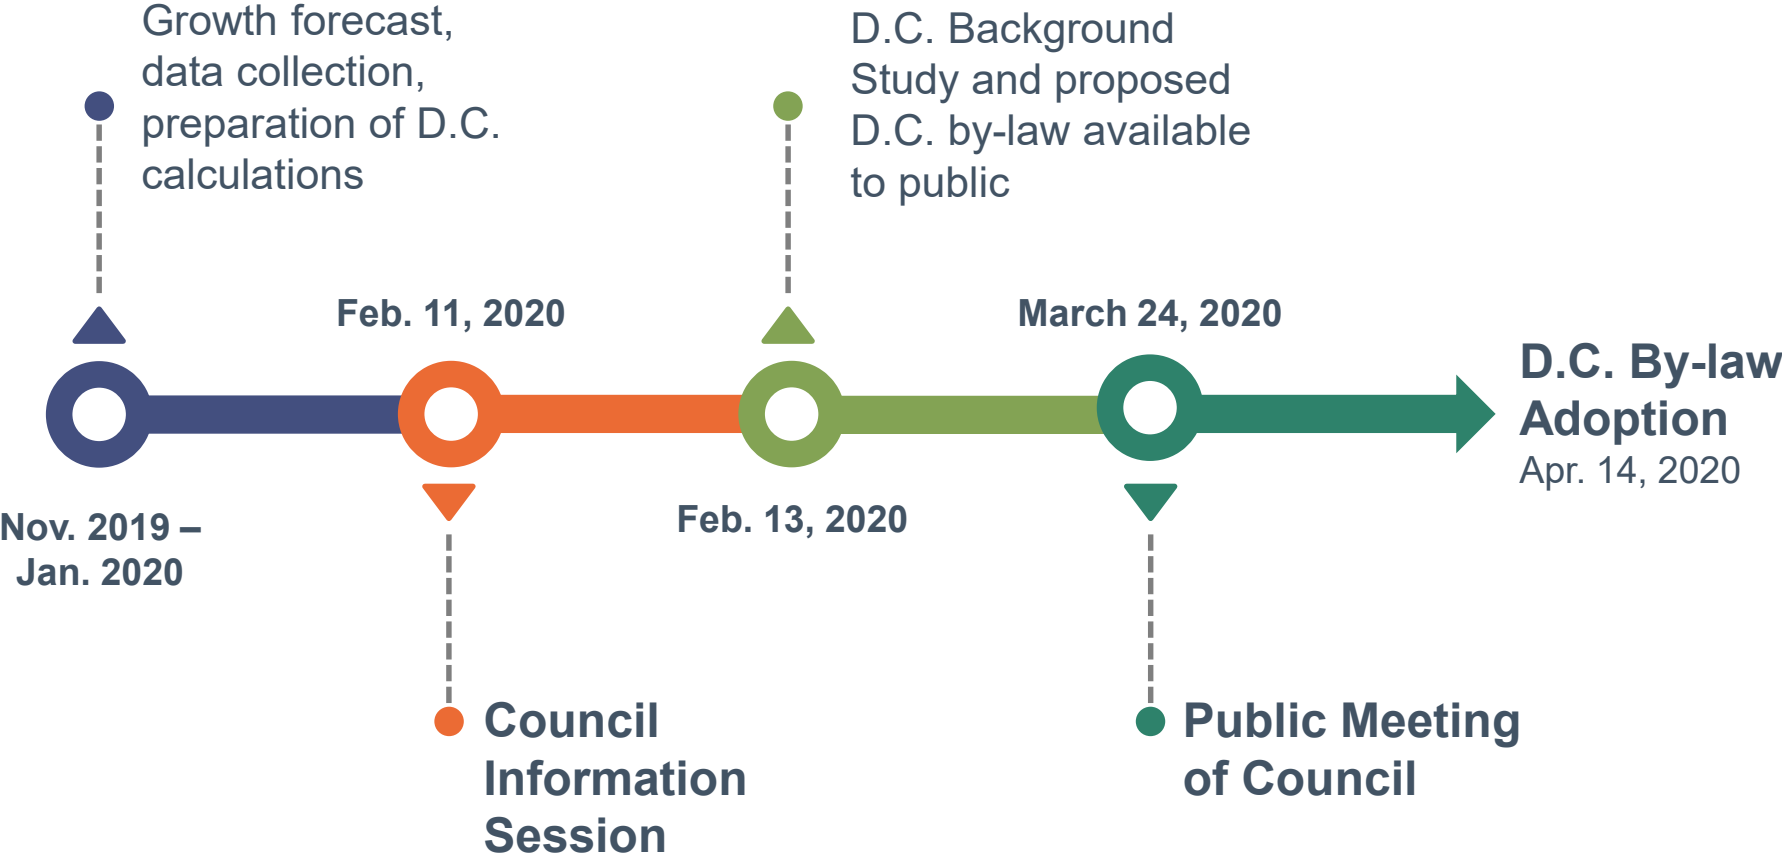 Growth forecast,
data collection,
preparation of D.C.
calculations
D.C. Background
Study and proposed
D.C. by-law available
to public
Feb. 11, 2020
March 24, 2020
D.C. By-law
Adoption
Apr. 14, 2020
Nov. 2019 –
Jan. 2020
Feb. 13, 2020
Council
Information
Session
Public Meeting
of Council